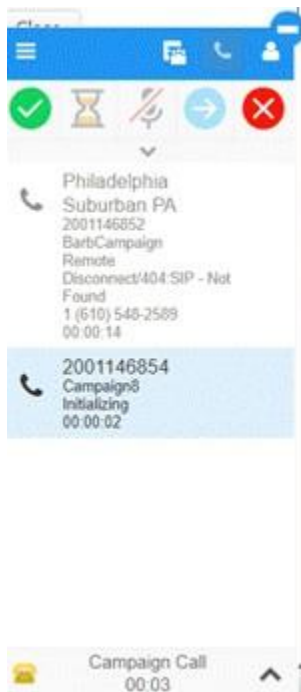 Philadelphia
Suburban PA
2001146852
BarbCampaign
Remote
Disconnect/404:SIP - Not
Found
1 (610) 548-2589
00:00:14
2001146854
Campaign8
Initializing
00:00:02
Campaign Call
00:03